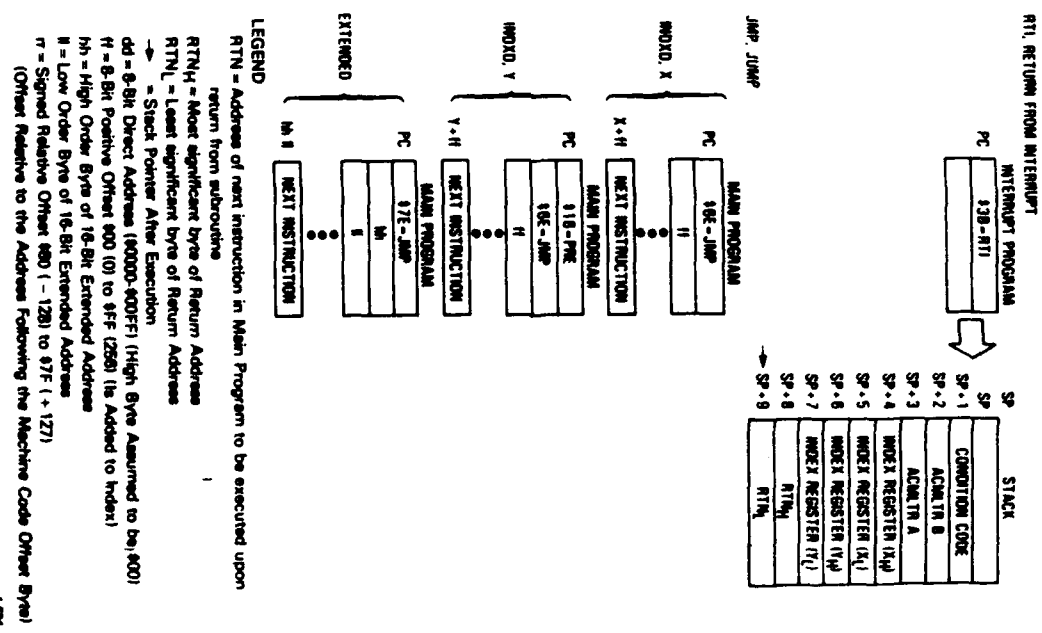 RTI, RETURN FROM INTERRUPT
INTERRUPT PROGRAM
PC
$3B=RTI
SP
STACK
SP
SP+1 CONDITION CODE
SP+2 ACMLTR B
SP+3 ACMLTR A
SP+4 INDEX REGISTER (XH)
SP+5 INDEX REGISTER (XL)
SP+6 INDEX REGISTER (YH)
SP+7 INDEX REGISTER (YL)
SP+8 RTNH
→ SP+9 RTNL
JMP, JUMP
MAIN PROGRAM
PC
$6E=JMP
INDXD, X
ff
X+ff NEXT INSTRUCTION
MAIN PROGRAM
PC
$18=PRE
INDXD, Y
$6E=JMP
ff
Y+ff NEXT INSTRUCTION
MAIN PROGRAM
PC
$7E=JMP
EXTENDED
hh
ll
hh ll NEXT INSTRUCTION
LEGEND
RTN = Address of next instruction in Main Program to be executed upon
return from subroutine
RTNH = Most significant byte of Return Address
RTNL = Least significant byte of Return Address
→ = Stack Pointer After Execution
dd = 8-Bit Direct Address ($0000-$00FF) (High Byte Assumed to be $00)
ff = 8-Bit Positive Offset $00 (0) to $FF (256) (Is Added to Index)
hh = High Order Byte of 16-Bit Extended Address
ll = Low Order Byte of 16-Bit Extended Address
rr = Signed Relative Offset $80 (-128) to $7F (+127)
(Offset Relative to the Address Following the Machine Code Offset Byte)